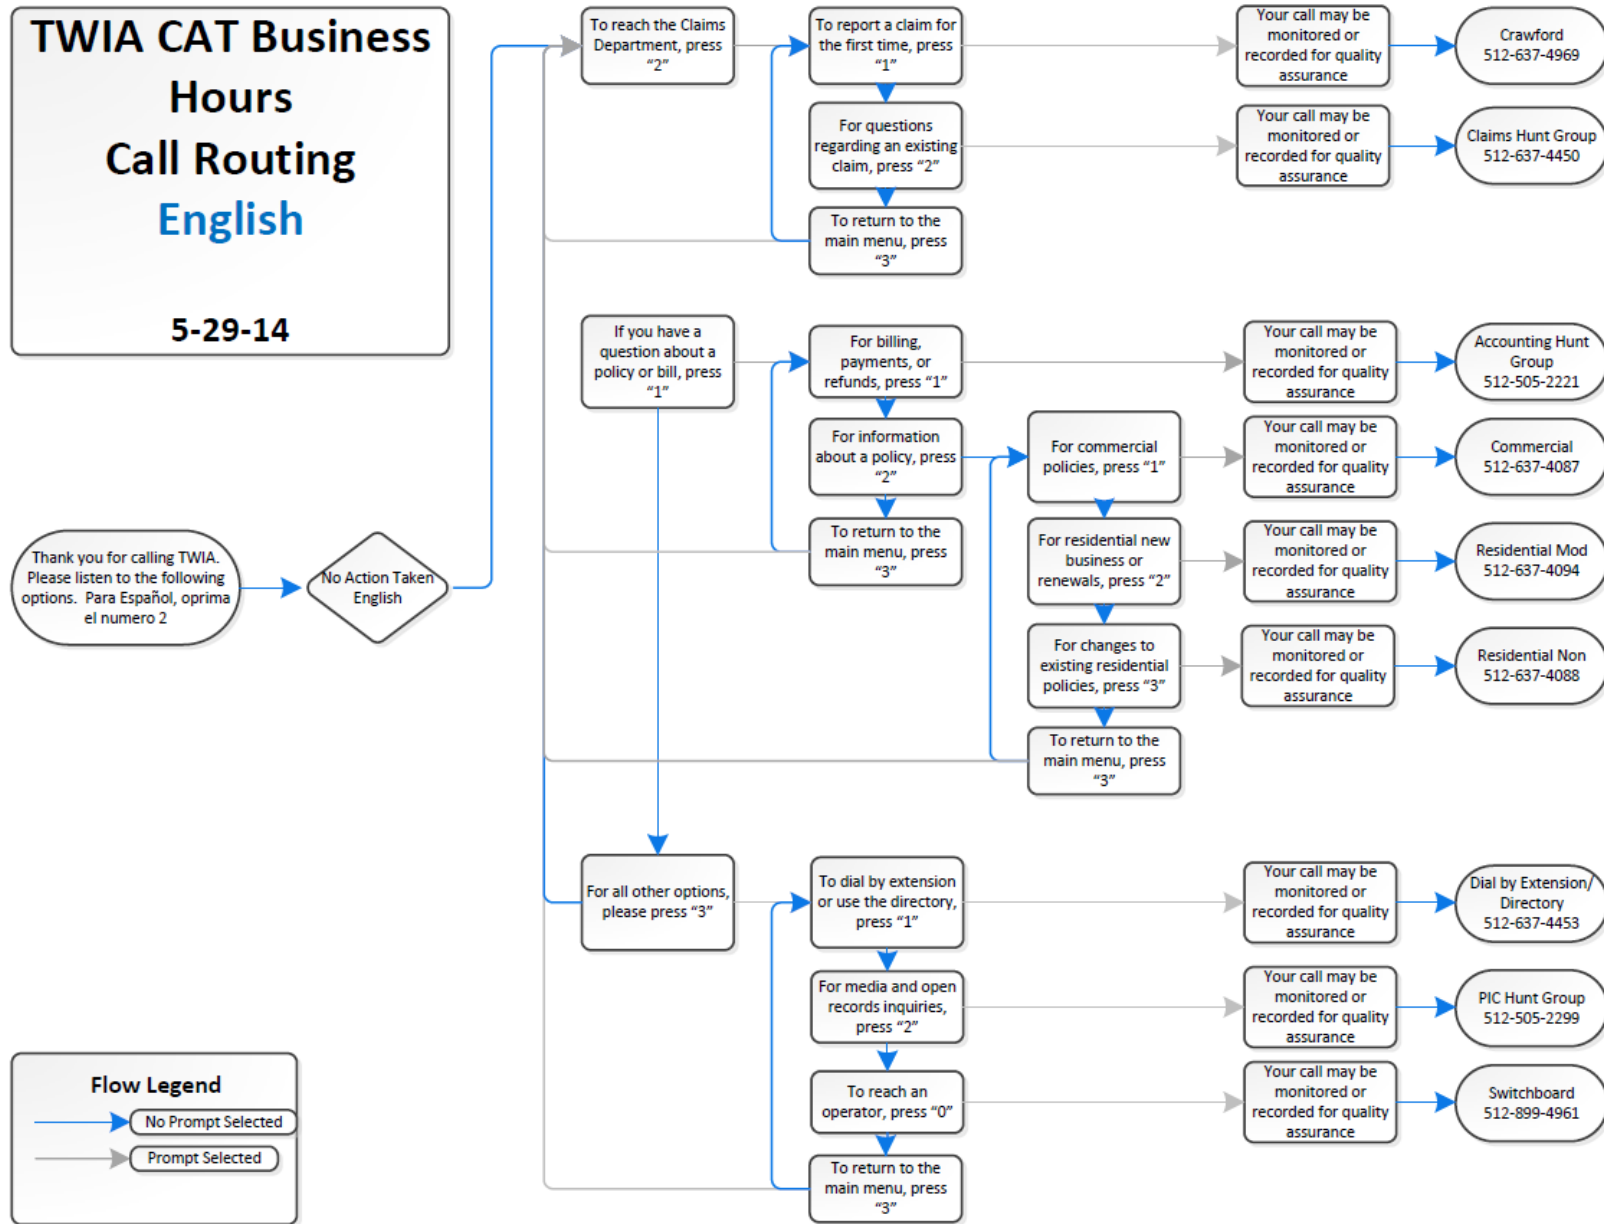 TWIA CAT Business
Hours
Call Routing
English
5-29-14
Thank you for calling TWIA.
Please listen to the following
options.  Para Español, oprima
el numero 2
No Action Taken
English
To reach the Claims
Department, press
“2”
To report a claim for
the first time, press
“1”
Your call may be
monitored or
recorded for quality
assurance
Crawford
512-637-4969
For questions
regarding an existing
claim, press “2”
Your call may be
monitored or
recorded for quality
assurance
Claims Hunt Group
512-637-4450
To return to the
main menu, press
“3”
If you have a
question about a
policy or bill, press
“1”
For billing,
payments, or
refunds, press “1”
Your call may be
monitored or
recorded for quality
assurance
Accounting Hunt
Group
512-505-2221
For information
about a policy, press
“2”
For commercial
policies, press “1”
Your call may be
monitored or
recorded for quality
assurance
Commercial
512-637-4087
To return to the
main menu, press
“3”
For residential new
business or
renewals, press “2”
Your call may be
monitored or
recorded for quality
assurance
Residential Mod
512-637-4094
For changes to
existing residential
policies, press “3”
Your call may be
monitored or
recorded for quality
assurance
Residential Non
512-637-4088
To return to the
main menu, press
“3”
For all other options,
please press “3”
To dial by extension
or use the directory,
press “1”
Your call may be
monitored or
recorded for quality
assurance
Dial by Extension/
Directory
512-637-4453
For media and open
records inquiries,
press “2”
Your call may be
monitored or
recorded for quality
assurance
PIC Hunt Group
512-505-2299
To reach an
operator, press “0”
Your call may be
monitored or
recorded for quality
assurance
Switchboard
512-899-4961
To return to the
main menu, press
“3”
Flow Legend
No Prompt Selected
Prompt Selected